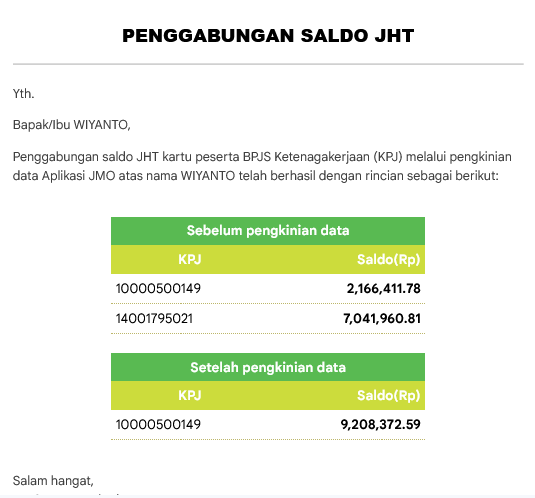 PENGGABUNGAN SALDO JHT
Yth.
Bapak/Ibu WIYANTO,
Penggabungan saldo JHT kartu peserta BPJS Ketenagakerjaan (KPJ) melalui pengkinian
data Aplikasi JMO atas nama WIYANTO telah berhasil dengan rincian sebagai berikut:
Sebelum pengkinian data
KPJ Saldo(Rp)
10000500149 2,166,411.78
14001795021 7,041,960.81
Setelah pengkinian data
KPJ Saldo(Rp)
10000500149 9,208,372.59
Salam hangat,